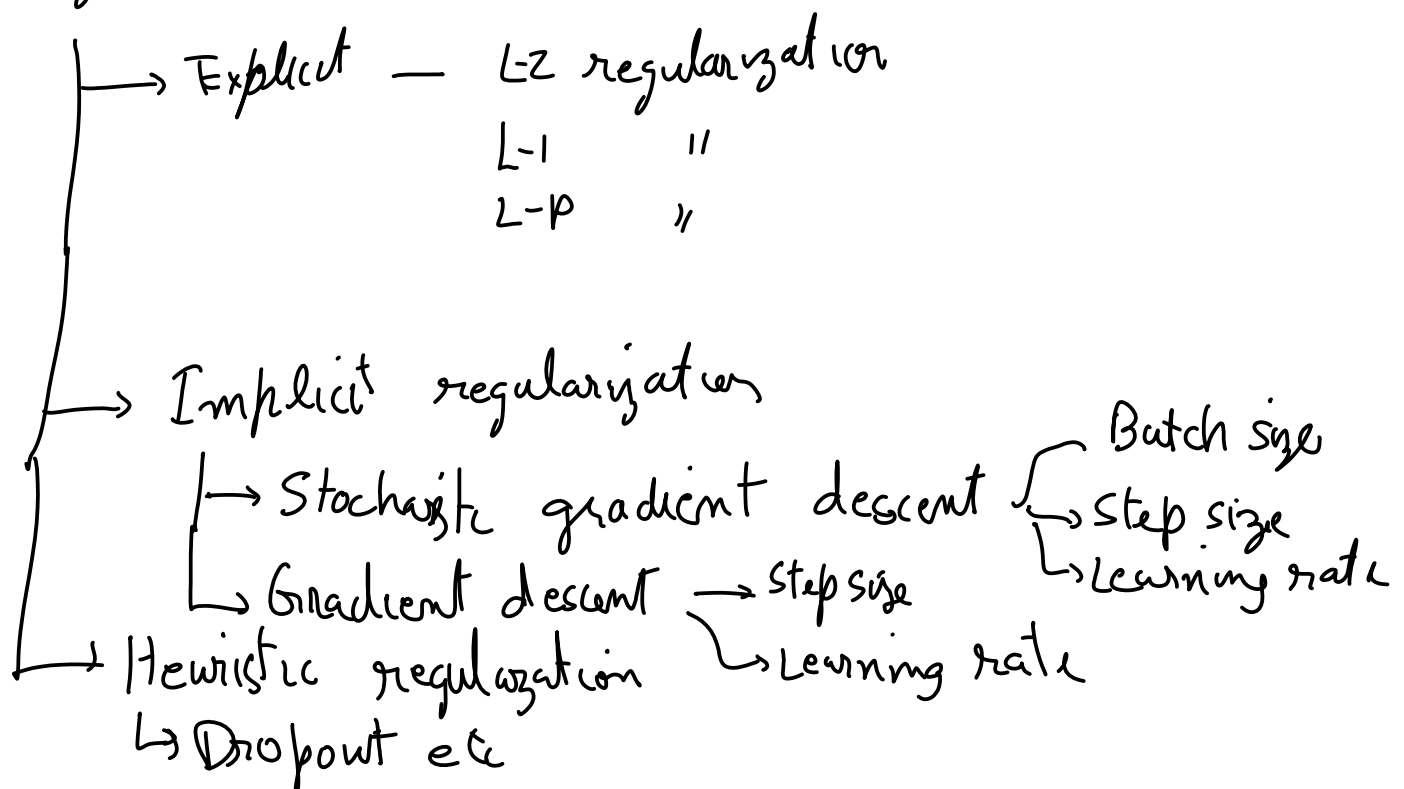 Explicit — L-2 regularization
L-1 "
L-P "
Implicit regularization
Batch size
Stochastic gradient descent
Step size
Learning rate
Gradient descent → Step size
Learning rate
Heuristic regularization
↳ Dropout etc